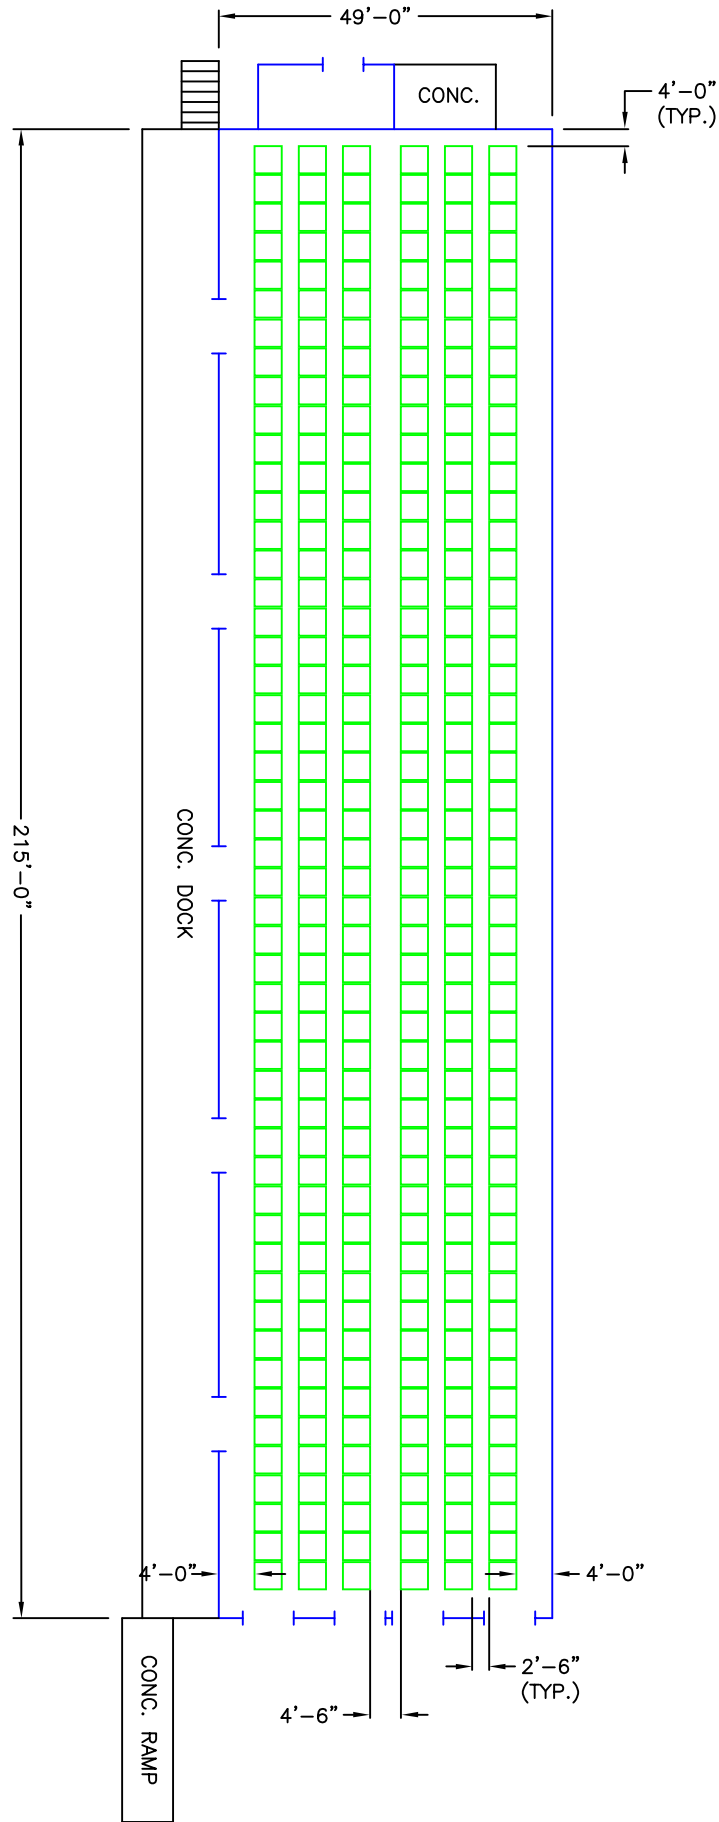 49'-0"
CONC.
4'-0"
(TYP.)
215'-0"
CONC. DOCK
4'-0"
4'-0"
2'-6"
(TYP.)
4'-6"
CONC. RAMP